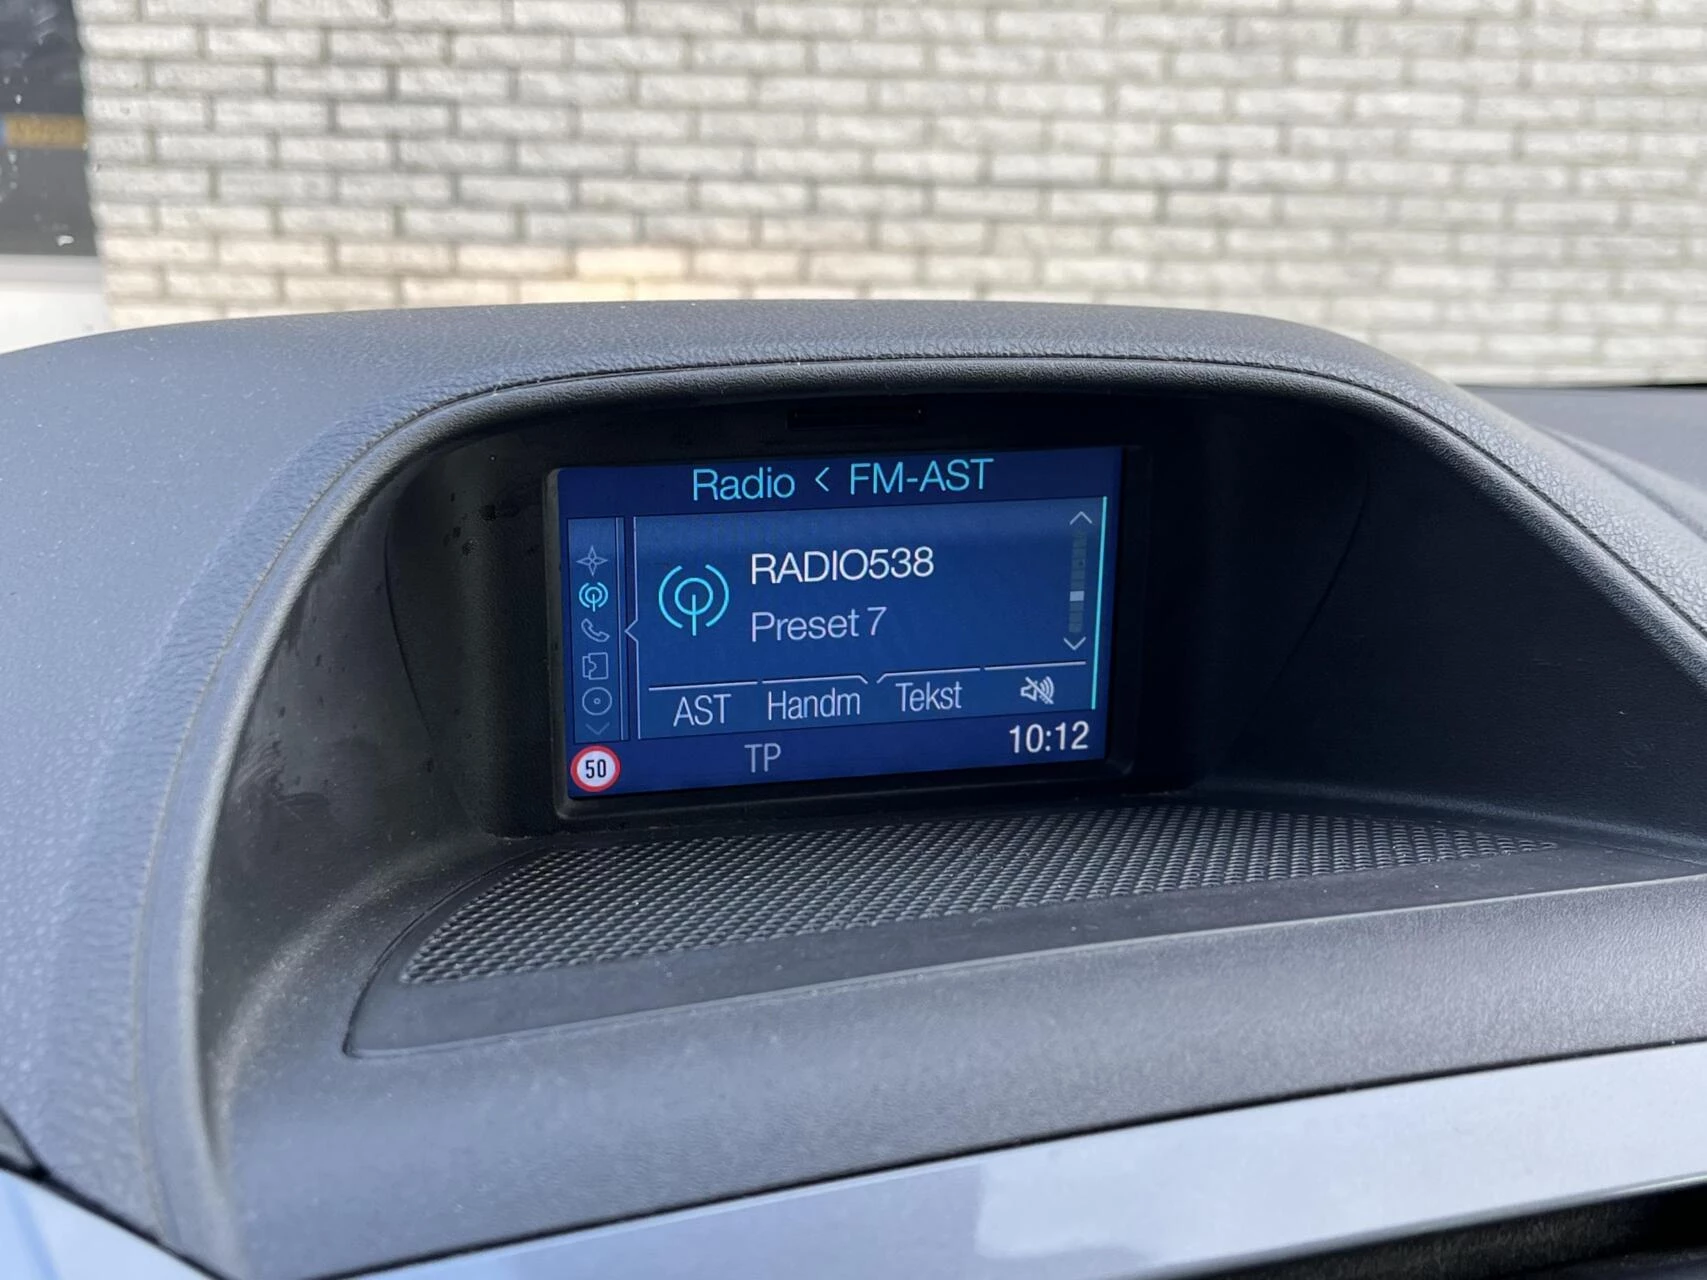 Radio < FM-AST
RADIO538
Preset 7
AST Handm Tekst
50 TP 10:12